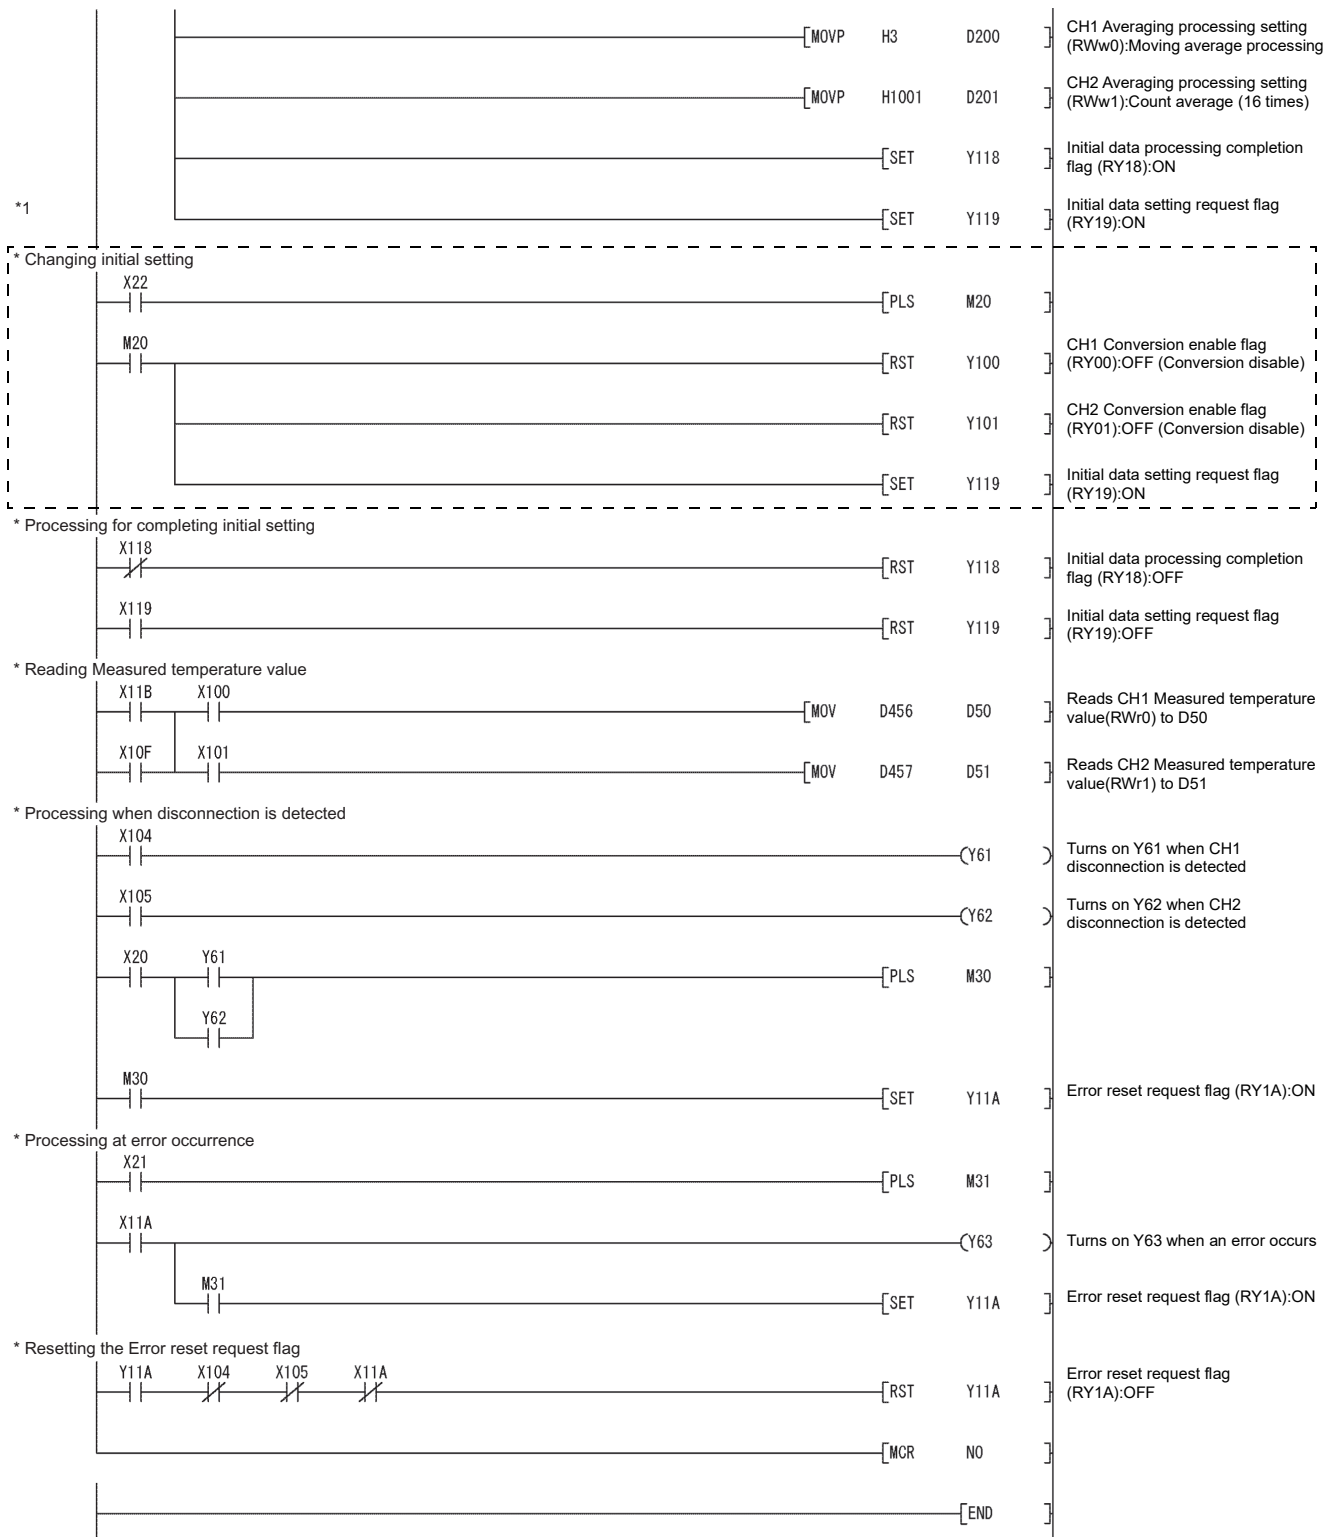 MOVP H3 D200 CH1 Averaging processing setting
(RWw0):Moving average processing
MOVP H1001 D201 CH2 Averaging processing setting
(RWw1):Count average (16 times)
SET Y118 Initial data processing completion
flag (RY18):ON
*1
SET Y119 Initial data setting request flag
(RY19):ON
* Changing initial setting
X22
PLS M20
M20
RST Y100 CH1 Conversion enable flag
(RY00):OFF (Conversion disable)
RST Y101 CH2 Conversion enable flag
(RY01):OFF (Conversion disable)
SET Y119 Initial data setting request flag
(RY19):ON
* Processing for completing initial setting
X118
RST Y118 Initial data processing completion
flag (RY18):OFF
X119
RST Y119 Initial data setting request flag
(RY19):OFF
* Reading Measured temperature value
X11B X100
MOV D456 D50 Reads CH1 Measured temperature
value(RWr0) to D50
X10F X101
MOV D457 D51 Reads CH2 Measured temperature
value(RWr1) to D51
* Processing when disconnection is detected
X104
Y61 Turns on Y61 when CH1
disconnection is detected
X105
Y62 Turns on Y62 when CH2
disconnection is detected
X20 Y61
PLS M30
Y62
M30
SET Y11A Error reset request flag (RY1A):ON
* Processing at error occurrence
X21
PLS M31
X11A
Y63 Turns on Y63 when an error occurs
M31
SET Y11A Error reset request flag (RY1A):ON
* Resetting the Error reset request flag
Y11A X104 X105 X11A
RST Y11A Error reset request flag
(RY1A):OFF
MCR N0
END